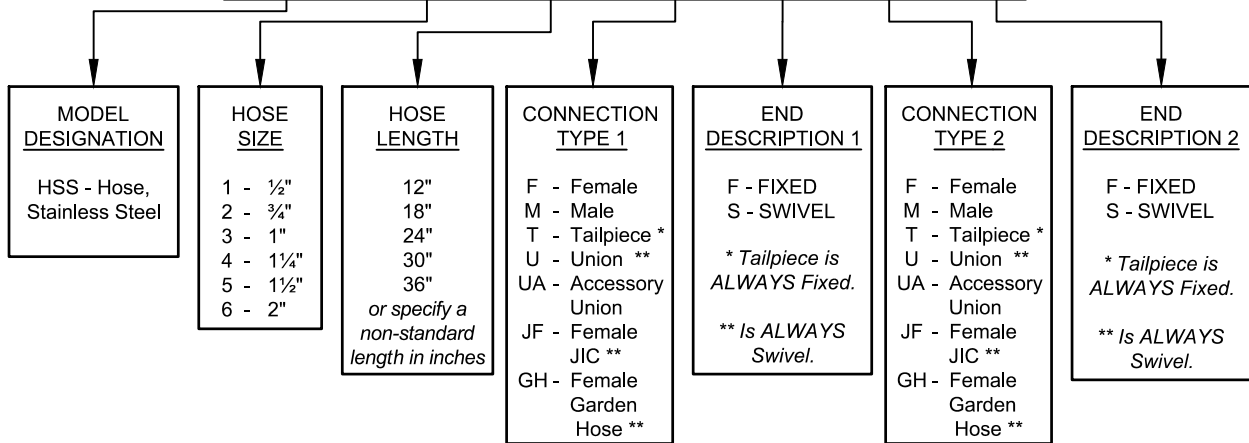 MODEL
DESIGNATION
HSS - Hose,
Stainless Steel
HOSE
SIZE
1 - ½"
2 - ¾"
3 - 1"
4 - 1¼"
5 - 1½"
6 - 2"
HOSE
LENGTH
12"
18"
24"
30"
36"
or specify a
non-standard
length in inches
CONNECTION
TYPE 1
F - Female
M - Male
T - Tailpiece *
U - Union **
UA - Accessory
Union
JF - Female
JIC **
GH - Female
Garden
Hose **
END
DESCRIPTION 1
F - FIXED
S - SWIVEL
* Tailpiece is
ALWAYS Fixed.
** Is ALWAYS
Swivel.
CONNECTION
TYPE 2
F - Female
M - Male
T - Tailpiece *
U - Union **
UA - Accessory
Union
JF - Female
JIC **
GH - Female
Garden
Hose **
END
DESCRIPTION 2
F - FIXED
S - SWIVEL
* Tailpiece is
ALWAYS Fixed.
** Is ALWAYS
Swivel.